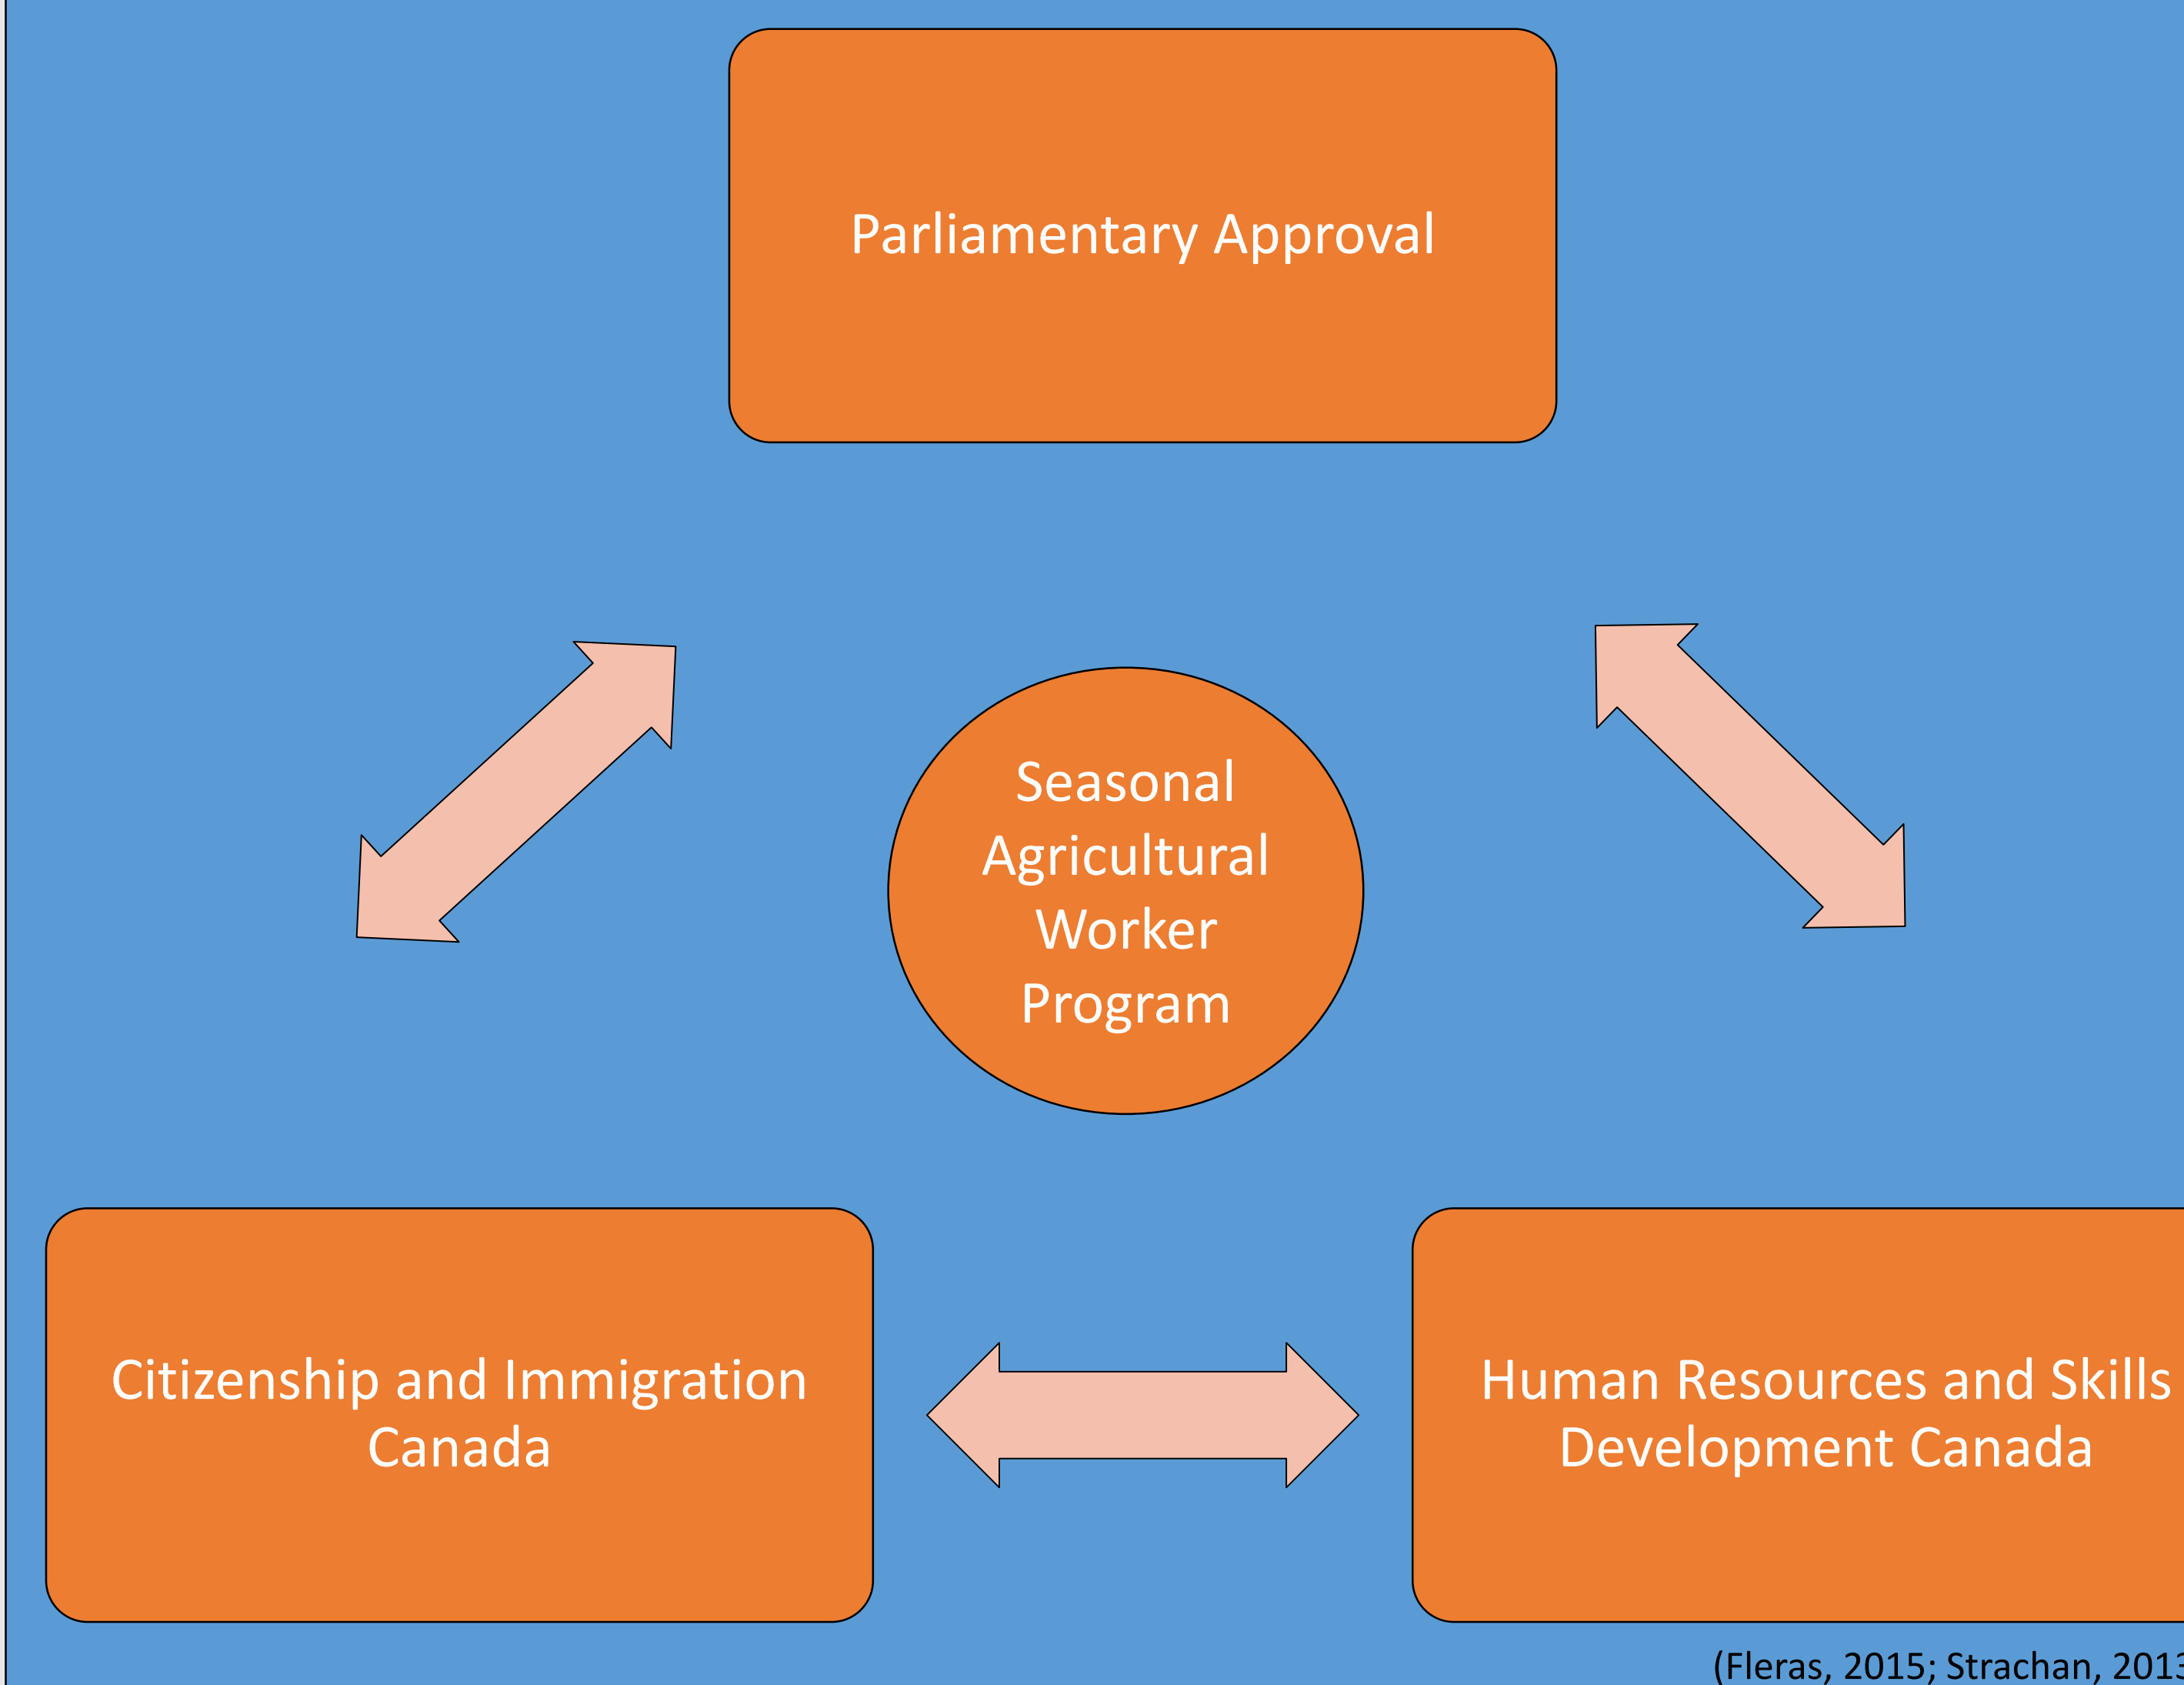 Parliamentary Approval
Seasonal
Agricultural
Worker
Program
Citizenship and Immigration
Canada
Human Resources and Skills
Development Canada
(Fleras, 2015; Strachan, 2013